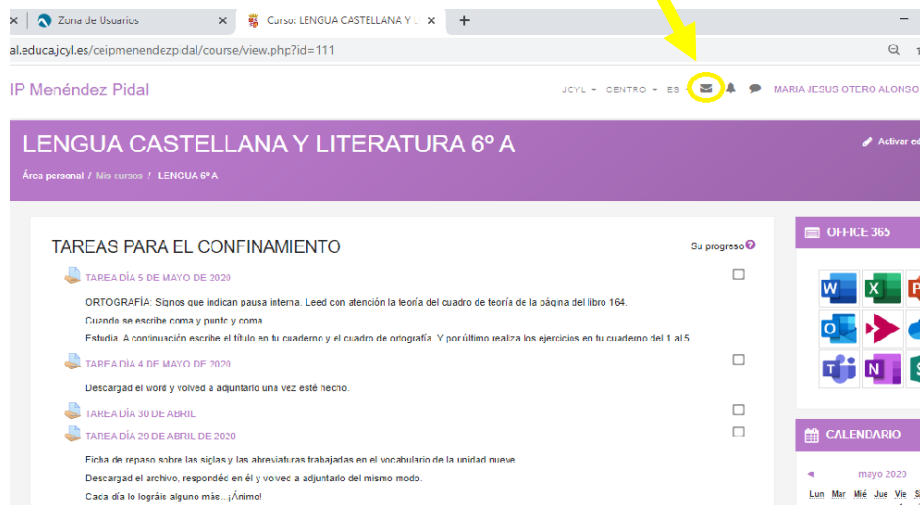 Zona de Usuarios × Curso: LENGUA CASTELLANA Y L × +
al.educajcyl.es/ceipmenendezpidal/course/view.php?id=111
IP Menéndez Pidal JCYL CENTRO ES MARIA JESUS OTERO ALONSO
LENGUA CASTELLANA Y LITERATURA 6º A
Activar
Área personal / Mis cursos / LENGUA 6º A
TAREAS PARA EL CONFINAMIENTO
Su progreso
TAREA DÍA 5 DE MAYO DE 2020
ORTOGRAFÍA: Signos que indican pausa interna. Leed con atención la teoría del cuadro de teoría de la página del libro 164.
Cuando se escribe coma y punto y coma
Estudia. A continuación escribe el título en tu cuaderno y el cuadro de ortografía. Y por último realiza los ejercicios en tu cuaderno del 1 al 5
TAREA DÍA 4 DE MAYO DE 2020
Descargad el word y volved a adjuntarlo una vez esté hecho.
TAREA DÍA 30 DE ABRIL
TAREA DÍA 29 DE ABRIL DE 2020
Ficha de repaso sobre las siglas y las abreviaturas trabajadas en el vocabulario de la unidad nueve
Descargad el archivo, responded en él y volved a adjuntarlo del mismo modo.
Cada día lo lográis alguno más...¡Ánimo!
OFFICE 365
CALENDARIO
mayo 2020
Lun Mar Mié Jue Vie